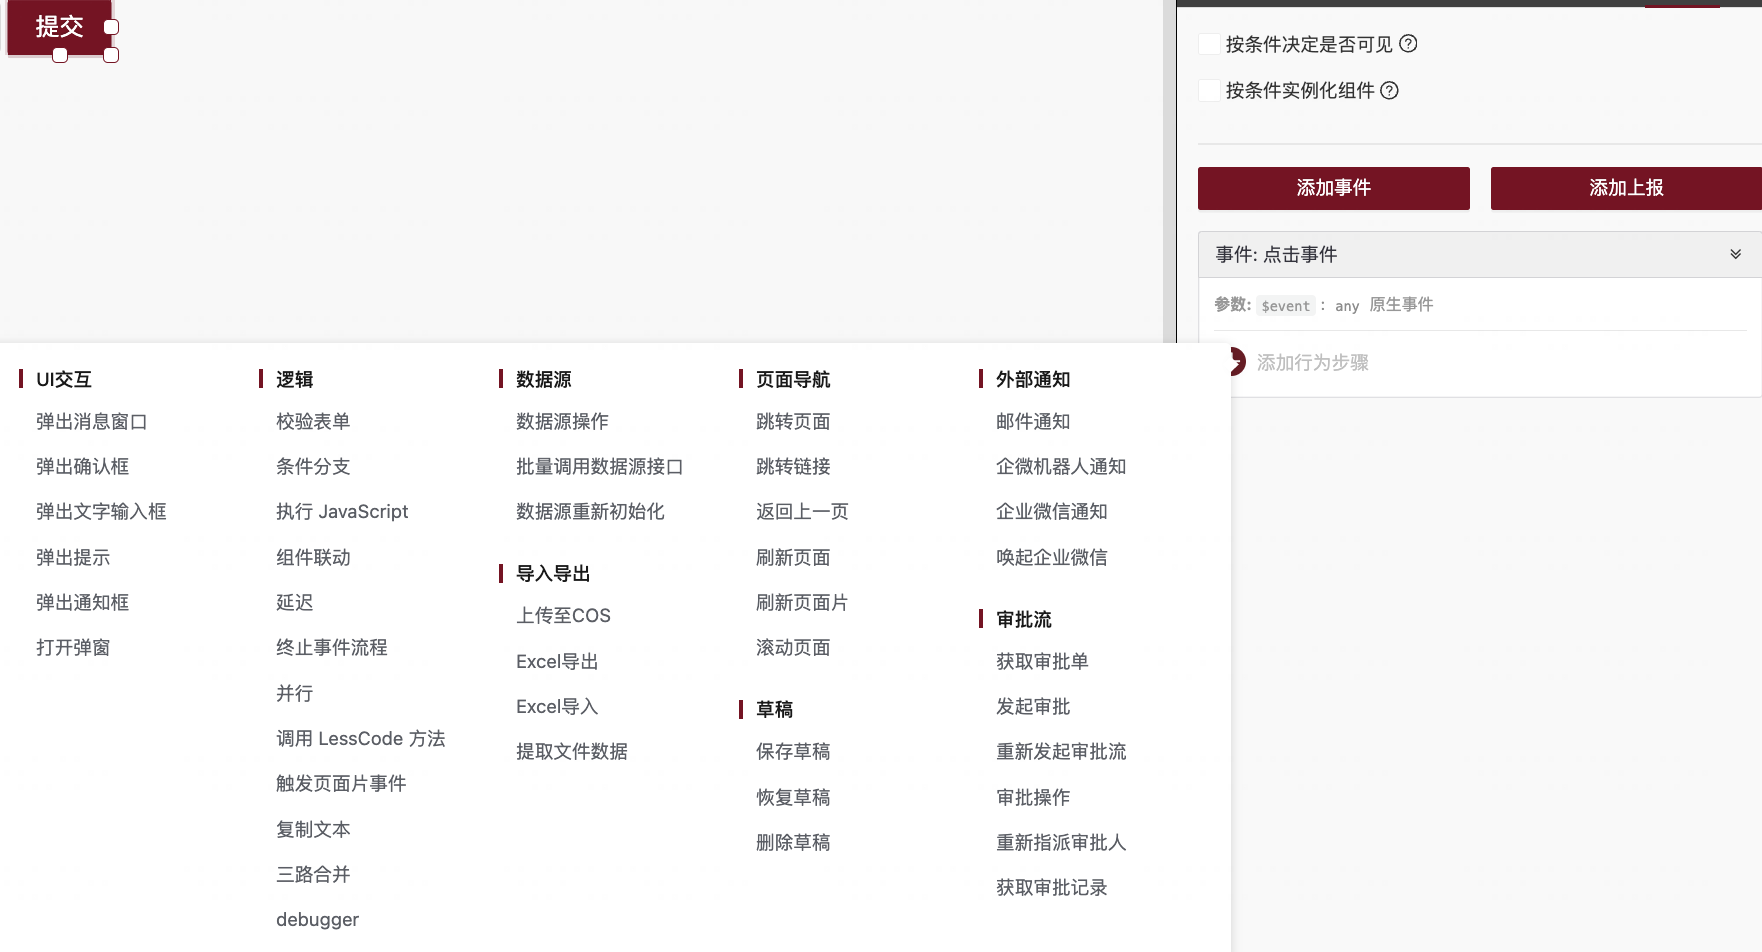 提交
按条件决定是否可见
按条件实例化组件
添加事件
添加上报
事件: 点击事件
参数: $event : any 原生事件
添加行为步骤
UI交互
弹出消息窗口
弹出确认框
弹出文字输入框
弹出提示
弹出通知框
打开弹窗
逻辑
校验表单
条件分支
执行 JavaScript
组件联动
延迟
终止事件流程
并行
调用 LessCode 方法
触发页面片事件
复制文本
三路合并
debugger
数据源
数据源操作
批量调用数据源接口
数据源重新初始化
导入导出
上传至COS
Excel导出
Excel导入
提取文件数据
页面导航
跳转页面
跳转链接
返回上一页
刷新页面
刷新页面片
滚动页面
草稿
保存草稿
恢复草稿
删除草稿
外部通知
邮件通知
企微机器人通知
企业微信通知
唤起企业微信
审批流
获取审批单
发起审批
重新发起审批流
审批操作
重新指派审批人
获取审批记录